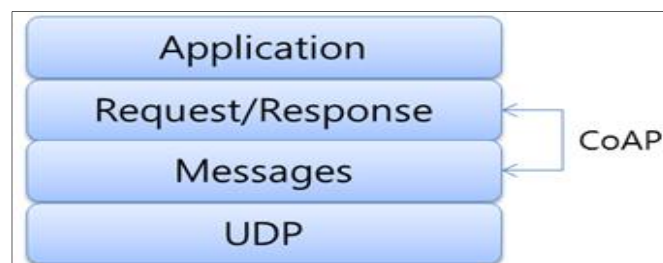 Application
Request/Response
CoAP
Messages
UDP